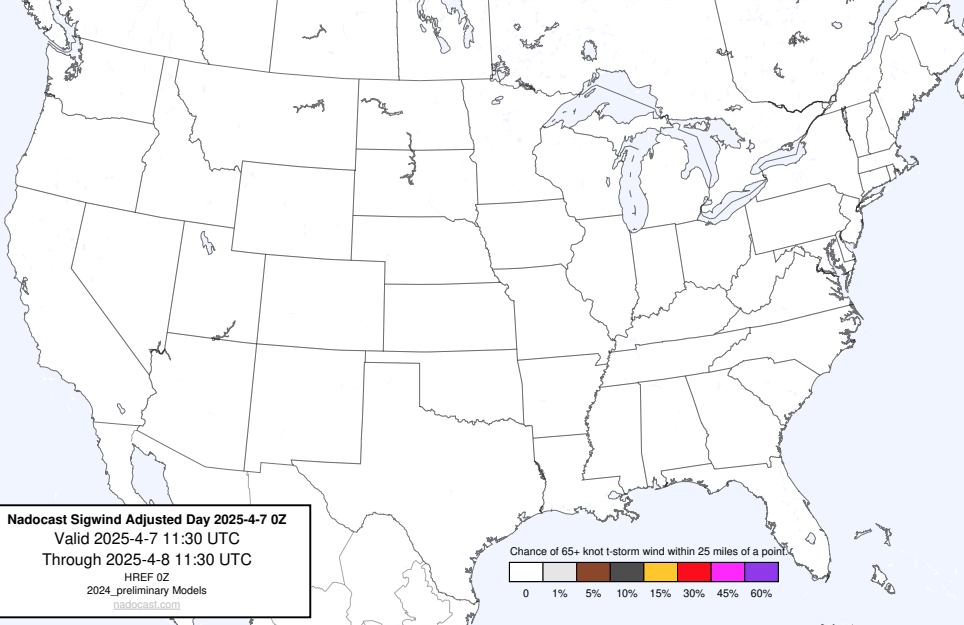 Nadocast Sigwind Adjusted Day 2025-4-7 0Z
Valid 2025-4-7 11:30 UTC
Through 2025-4-8 11:30 UTC
HREF 0Z
2024_preliminary Models
nadocast.com
Chance of 65+ knot t-storm wind within 25 miles of a point.
0 1% 5% 10% 15% 30% 45% 60%